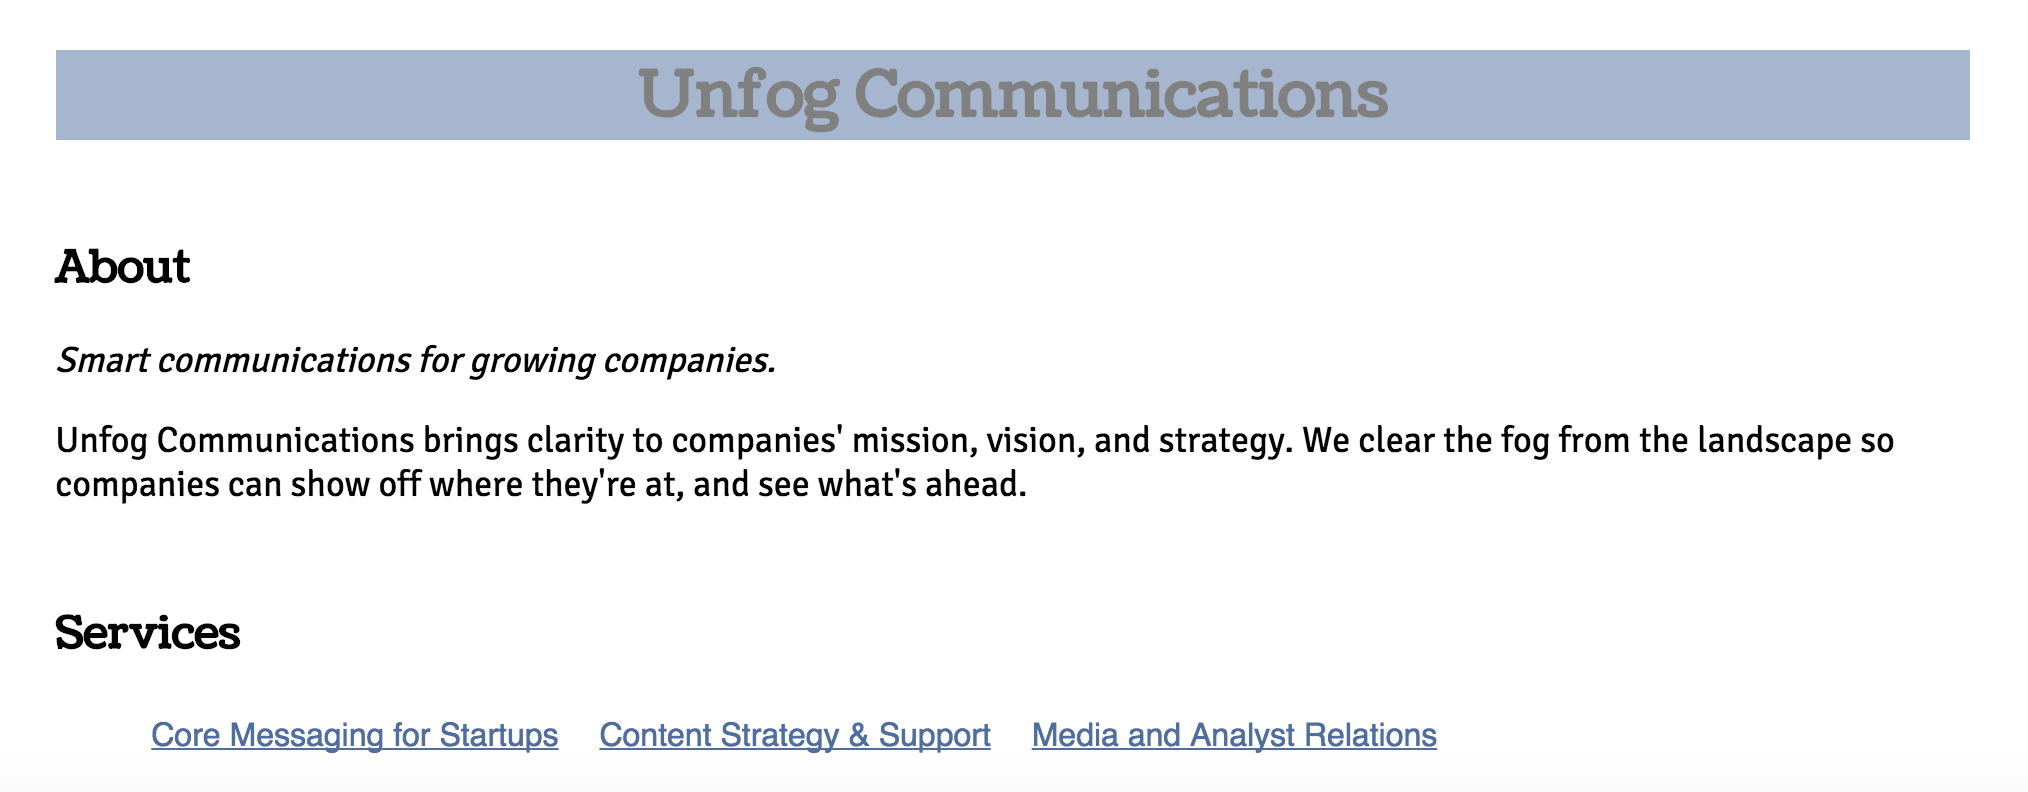 Unfog Communications
About
Smart communications for growing companies.
Unfog Communications brings clarity to companies' mission, vision, and strategy. We clear the fog from the landscape so
companies can show off where they're at, and see what's ahead.
Services
Core Messaging for Startups Content Strategy & Support Media and Analyst Relations